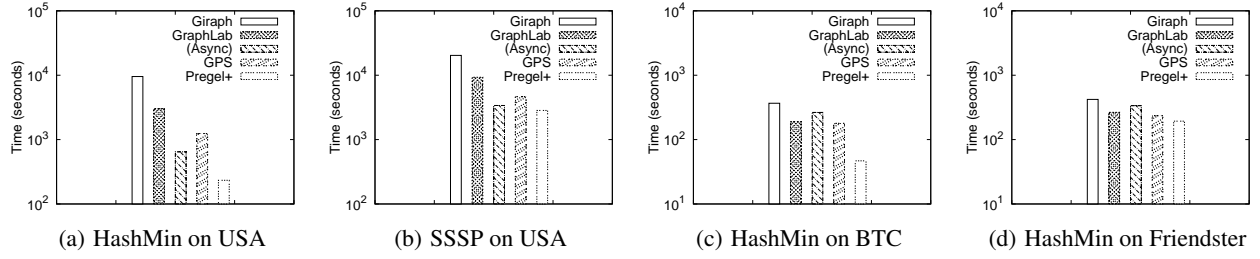 10^5
10^4
10^3
10^2
Time (seconds)
Giraph
GraphLab
(Async)
GPS
Pregel+
(a) HashMin on USA
10^5
10^4
10^3
10^2
Time (seconds)
Giraph
GraphLab
(Async)
GPS
Pregel+
(b) SSSP on USA
10^4
10^3
10^2
10^1
Time (seconds)
Giraph
GraphLab
(Async)
GPS
Pregel+
(c) HashMin on BTC
10^4
10^3
10^2
10^1
Time (seconds)
Giraph
GraphLab
(Async)
GPS
Pregel+
(d) HashMin on Friendster